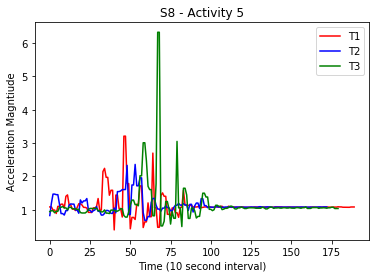 S8 - Activity 5
T1
T2
T3
Acceleration Magntiude
6
5
4
3
2
1
0 25 50 75 100 125 150 175
Time (10 second interval)